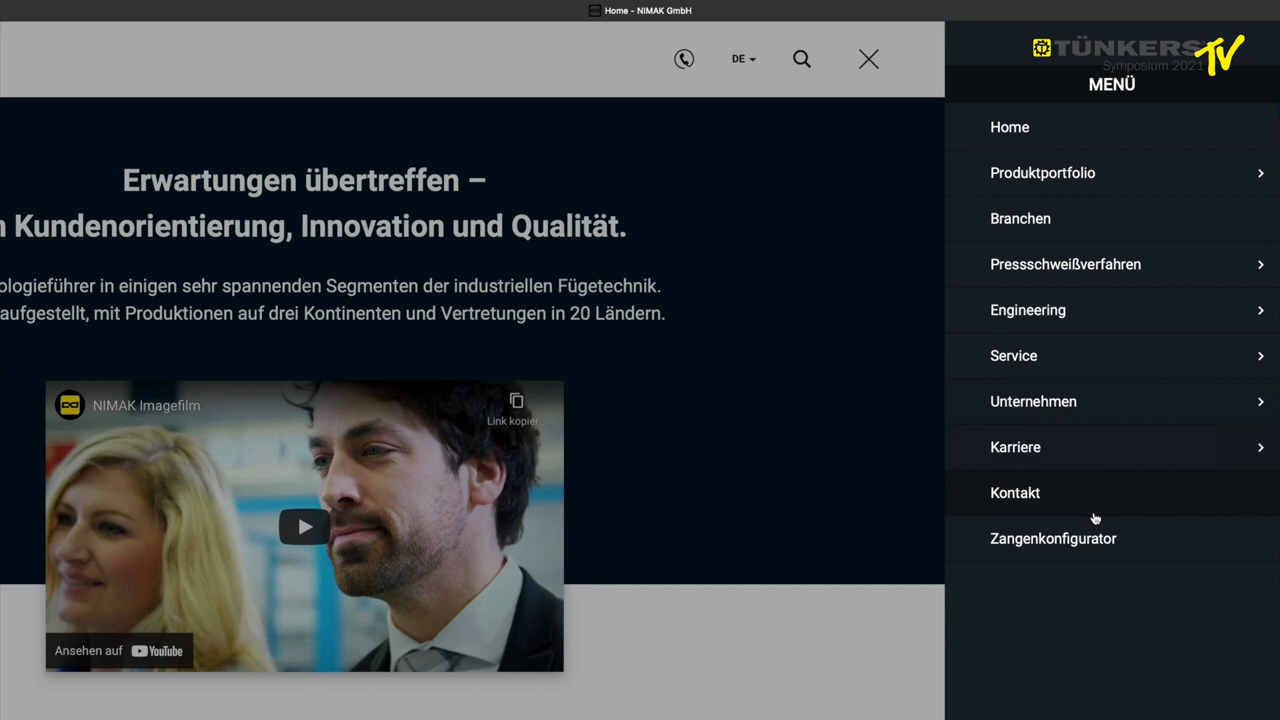 Home - NIMAK GmbH
TÜNKERS TV
Symposium 2021
DE
MENÜ
Home
Produktportfolio
Branchen
Pressschweißverfahren
Engineering
Service
Unternehmen
Karriere
Kontakt
Zangenkonfigurator
Erwartungen übertreffen –
Kundenorientierung, Innovation und Qualität.
ologieführer in einigen sehr spannenden Segmenten der industriellen Fügetechnik.
aufgestellt, mit Produktionen auf drei Kontinenten und Vertretungen in 20 Ländern.
NIMAK Imagefilm
Link kopier
Ansehen auf YouTube